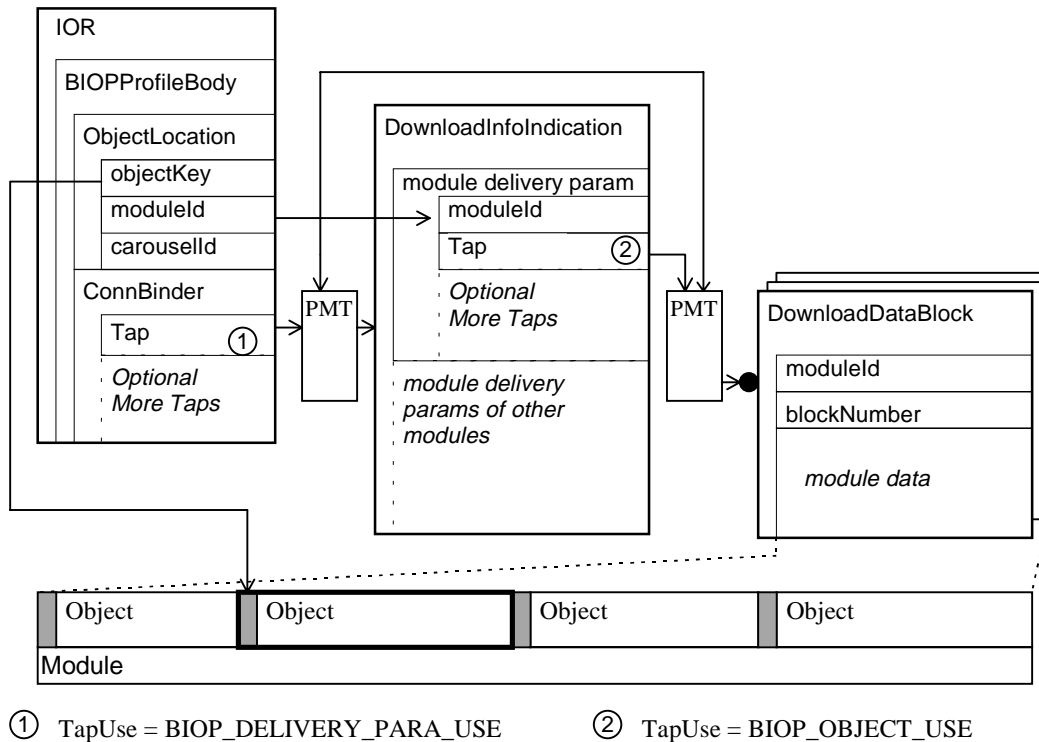 IOR
BIOPProfileBody
ObjectLocation
objectKey
moduleId
carouselId
ConnBinder
Tap
①
Optional
More Taps
PMT
DownloadInfoIndication
module delivery param
moduleId
Tap
②
Optional
More Taps
module delivery
params of other
modules
PMT
DownloadDataBlock
moduleId
blockNumber
module data
Object
Object
Object
Object
Module
① TapUse = BIOP_DELIVERY_PARA_USE
② TapUse = BIOP_OBJECT_USE